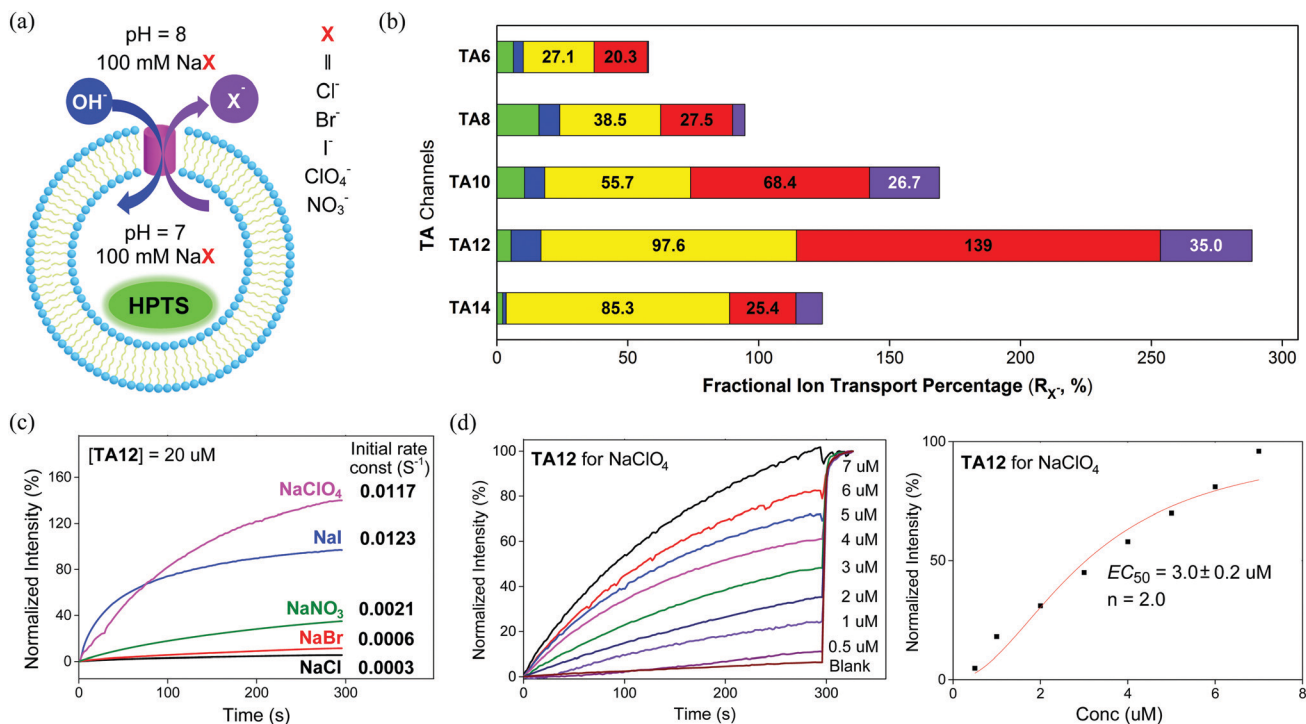 (a)
pH = 8
100 mM NaX
OH⁻
X⁻
pH = 7
100 mM NaX
HPTS
X
॥
Cl⁻
Br⁻
I⁻
ClO₄⁻
NO₃⁻
(b)
TA Channels
TA6
27.1 20.3
TA8
38.5 27.5
TA10
55.7 68.4 26.7
TA12
97.6 139 35.0
TA14
85.3 25.4
0 50 100 150 200 250 300
Fractional Ion Transport Percentage (R_X⁻, %)
(c)
Normalized Intensity (%)
160
120
80
40
0
[TA12] = 20 uM
Initial rate
const (S⁻¹)
NaClO₄ 0.0117
NaI 0.0123
NaNO₃ 0.0021
NaBr 0.0006
NaCl 0.0003
0 100 200 300
Time (s)
(d)
Normalized Intensity (%)
100
80
60
40
20
0
TA12 for NaClO₄
7 uM
6 uM
5 uM
4 uM
3 uM
2 uM
1 uM
0.5 uM
Blank
0 100 200 300
Time (s)
Normalized Intensity (%)
100
50
0
TA12 for NaClO₄
EC₅₀ = 3.0± 0.2 uM
n = 2.0
0 2 4 6 8
Conc (uM)